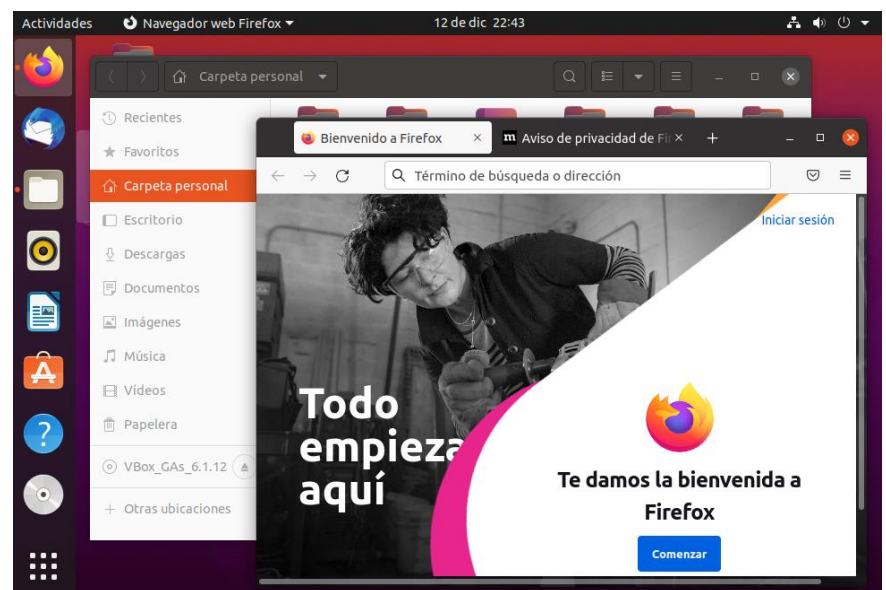 Actividades
Navegador web Firefox
12 de dic 22:43
Carpeta personal
Recientes
Favoritos
Carpeta personal
Escritorio
Descargas
Documentos
Imágenes
Música
Vídeos
Papelera
VBox_GAs_6.1.12
Otras ubicaciones
Bienvenido a Firefox
m Aviso de privacidad de Fir
Término de búsqueda o dirección
Iniciar sesión
Todo
empieza
aquí
Te damos la bienvenida a
Firefox
Comenzar